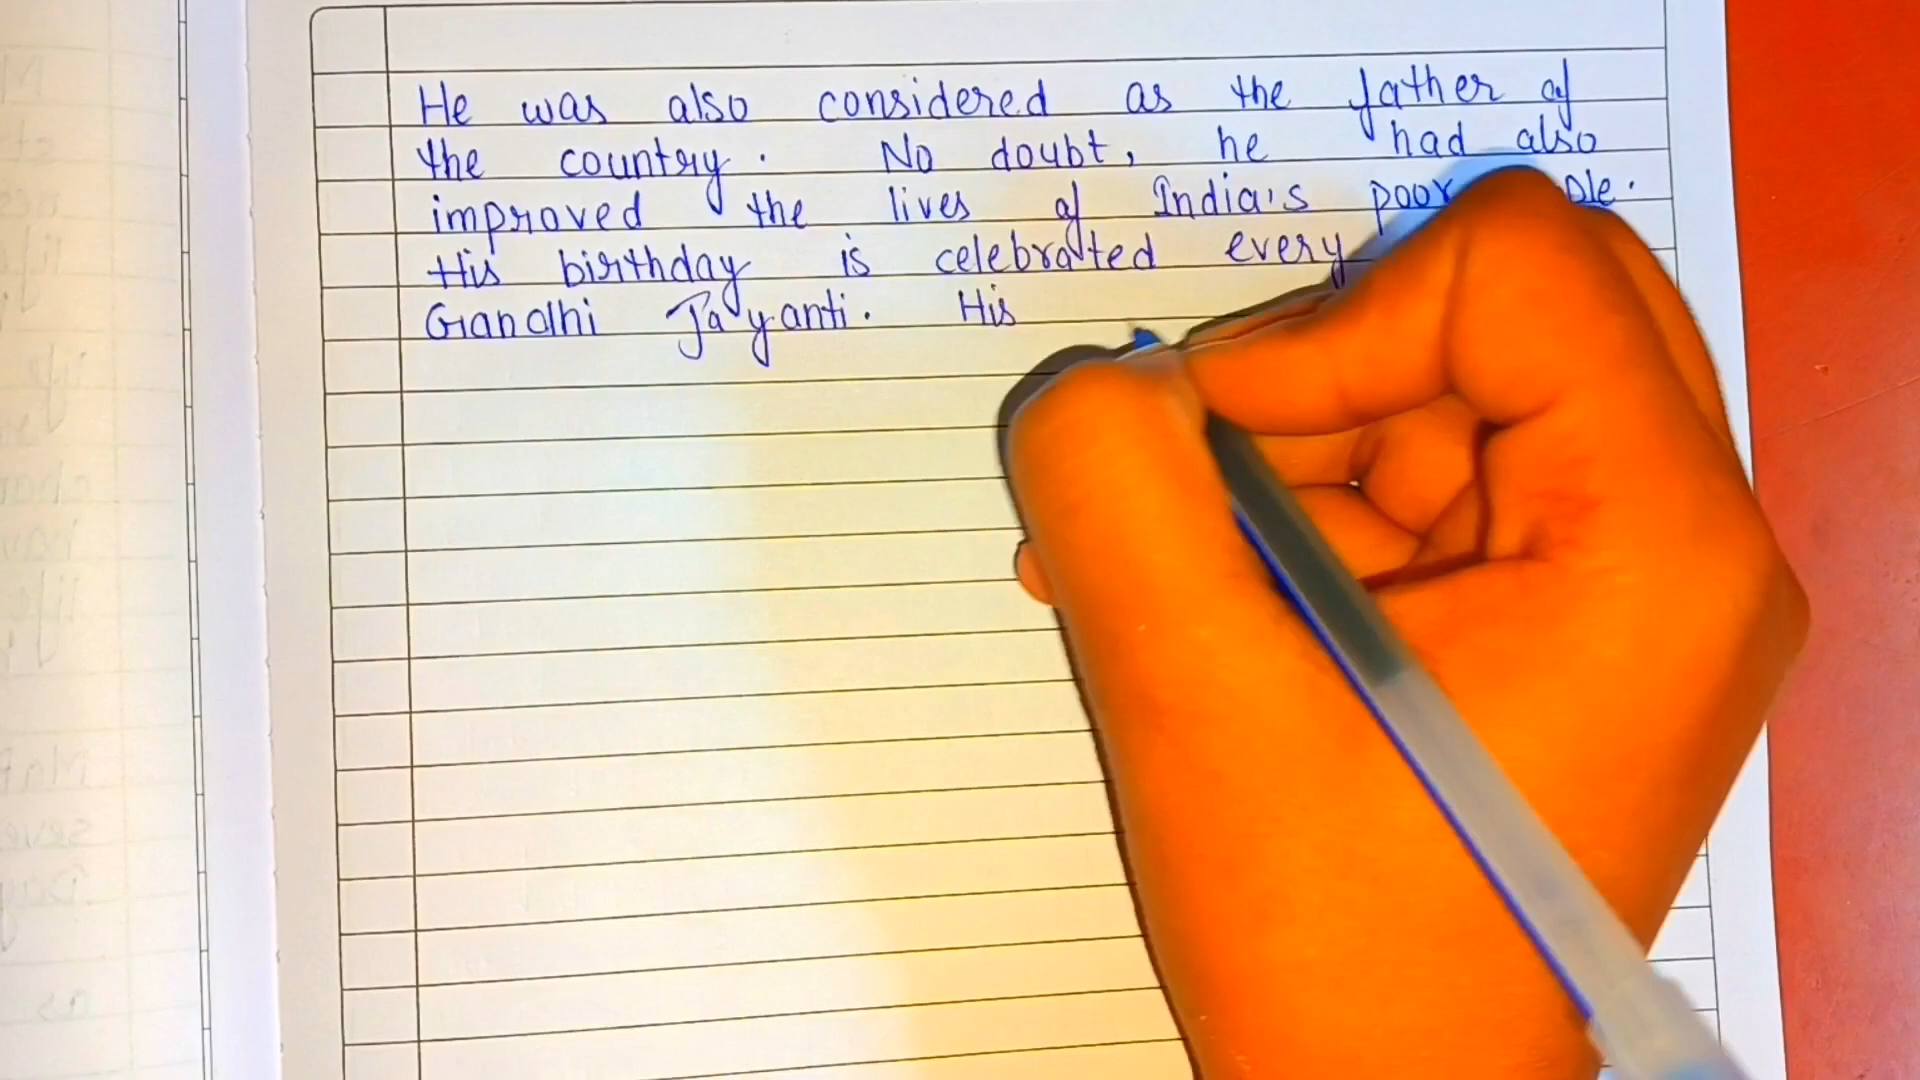 He was also considered as the father of
the country. No doubt, he had also
improved the lives of India's poor
His birthday is celebrated every
Gandhi Jayanti. His